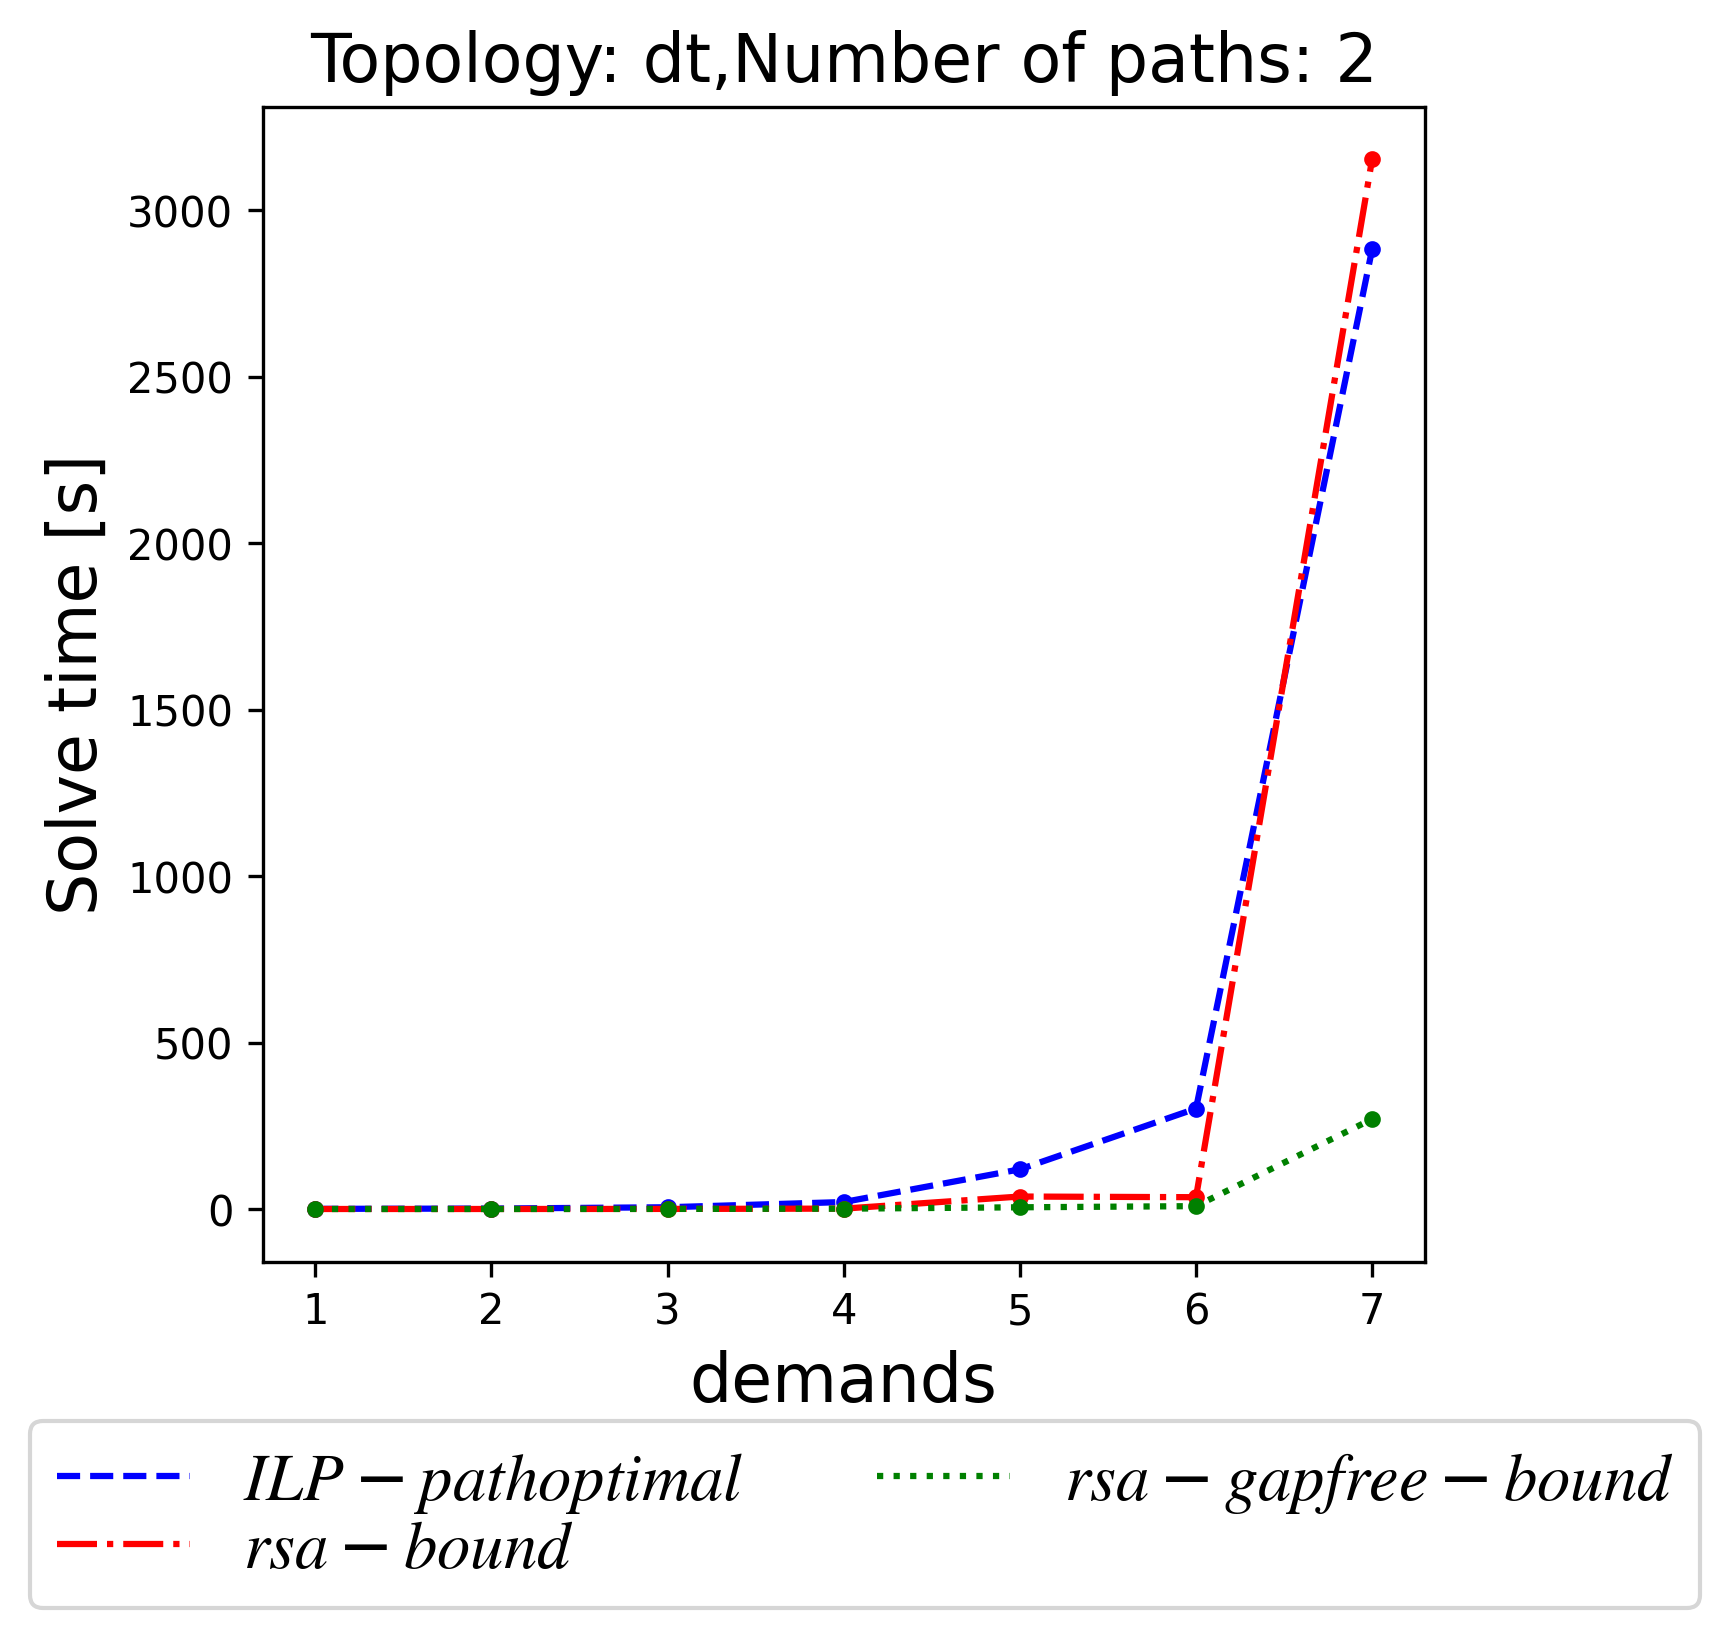 Topology: dt,Number of paths: 2
Solve time [s]
3000
2500
2000
1500
1000
500
0
1 2 3 4 5 6 7
demands
ILP − pathoptimal
rsa − bound
rsa − gapfree − bound